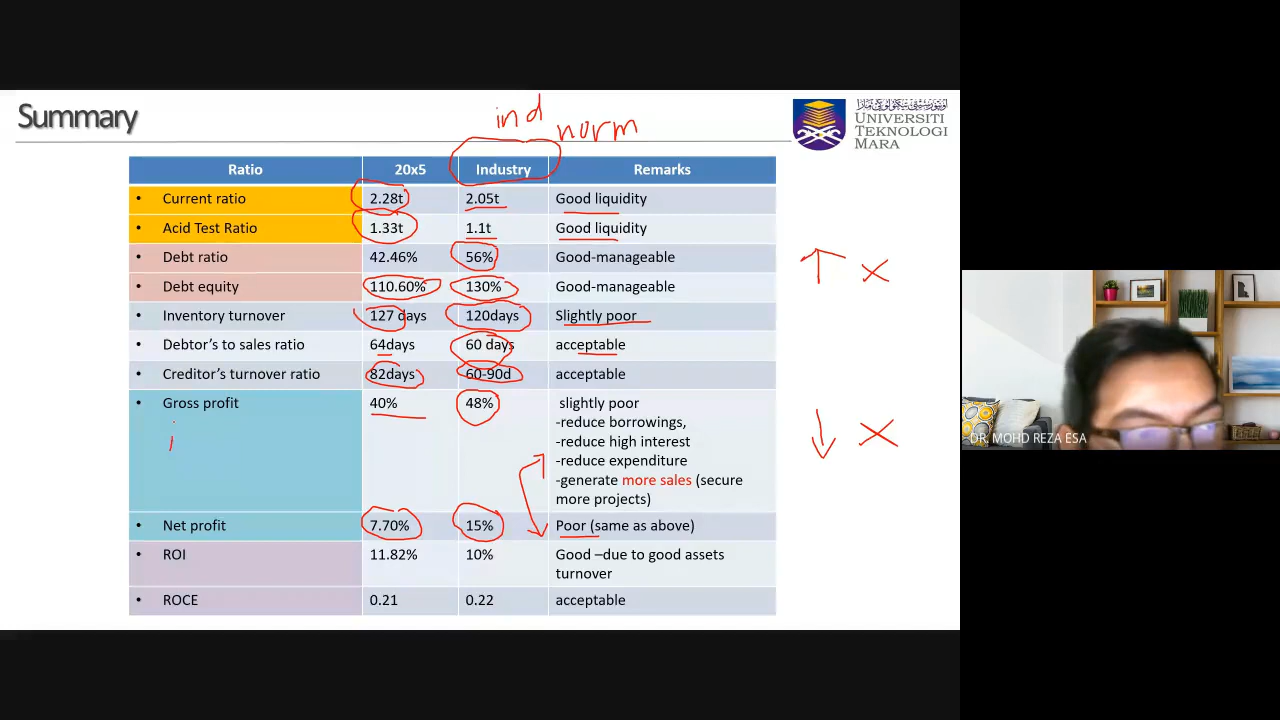 ind
norm
Summary
اونيۏرسيتي تيكنولوڬي مارا
UNIVERSITI
TEKNOLOGI
MARA
Ratio 20x5 Industry Remarks
• Current ratio 2.28t 2.05t Good liquidity
• Acid Test Ratio 1.33t 1.1t Good liquidity
• Debt ratio 42.46% 56% Good-manageable
• Debt equity 110.60% 130% Good-manageable
• Inventory turnover 127 days 120days Slightly poor
• Debtor's to sales ratio 64days 60 days acceptable
• Creditor's turnover ratio 82days 60-90d acceptable
• Gross profit 40% 48% slightly poor
-reduce borrowings,
-reduce high interest
-reduce expenditure
-generate more sales (secure
more projects)
• Net profit 7.70% 15% Poor (same as above)
• ROI 11.82% 10% Good –due to good assets
turnover
• ROCE 0.21 0.22 acceptable
↑ x
↓ x
DR. MOHD REZA ESA